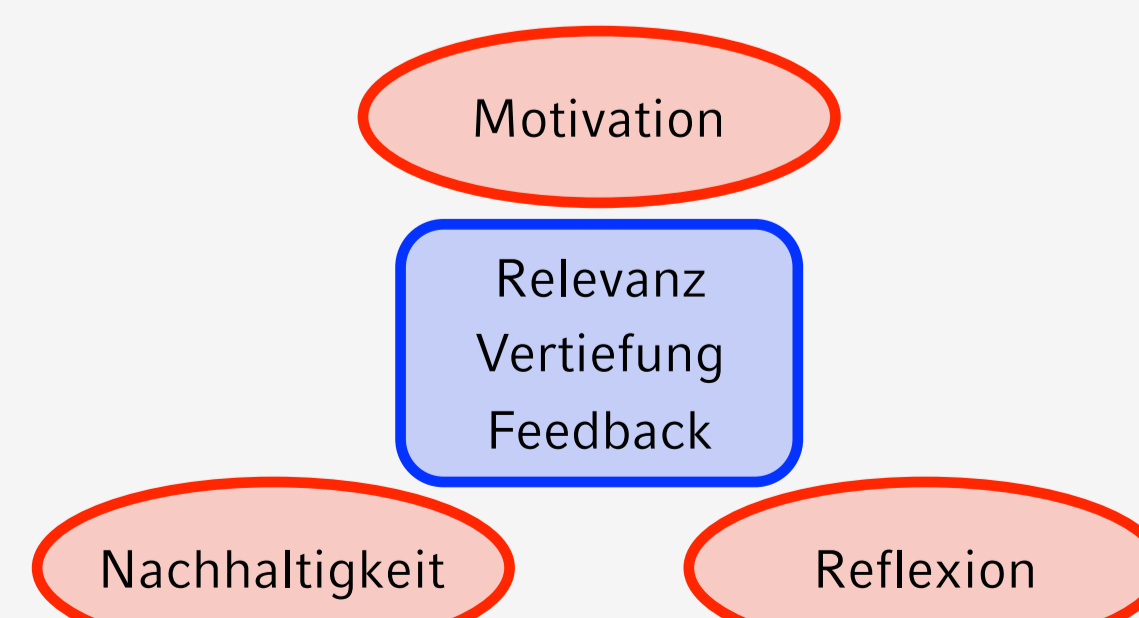 Motivation
Relevanz
Vertiefung
Feedback
Nachhaltigkeit
Reflexion